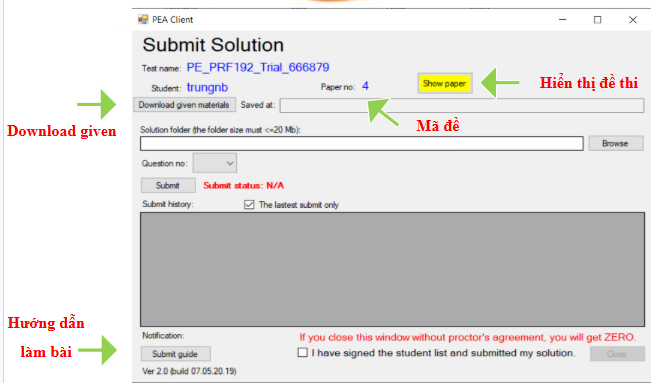 PEA Client
Submit Solution
Test name: PE_PRF192_Trial_666879
Student: trungnb Paper no: 4 Show paper Hiển thị đề thi
Download given materials Saved at:
Download given
Mã đề
Solution folder (the folder size must <=20 Mb):
Browse
Question no:
Submit Submit status: N/A
Submit history: The lastest submit only
Hướng dẫn
làm bài
Notification: If you close this window without proctor's agreement, you will get ZERO.
Submit guide I have signed the student list and submitted my solution. Close
Ver 2.0 (build 07.05.20.19)